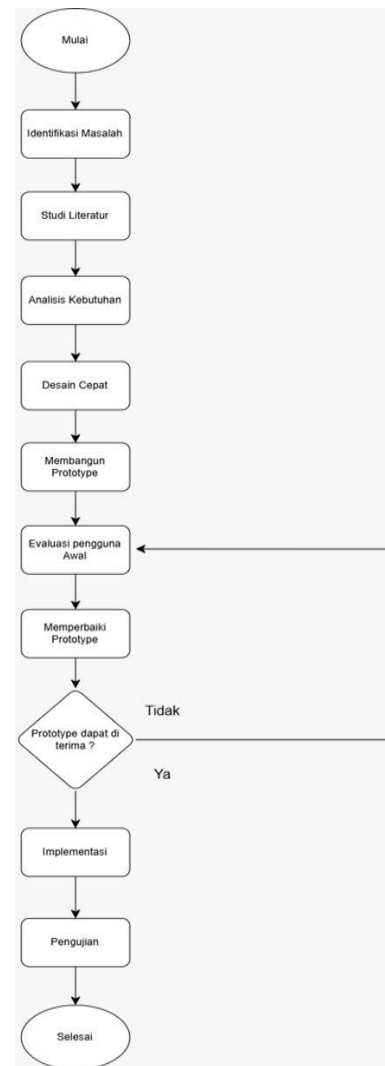 Mulai
Identifikasi Masalah
Studi Literatur
Analisis Kebutuhan
Desain Cepat
Membangun
Prototype
Evaluasi pengguna
Awal
Memperbaiki
Prototype
Tidak
Prototype dapat di
terima ?
Ya
Implementasi
Pengujian
Selesai